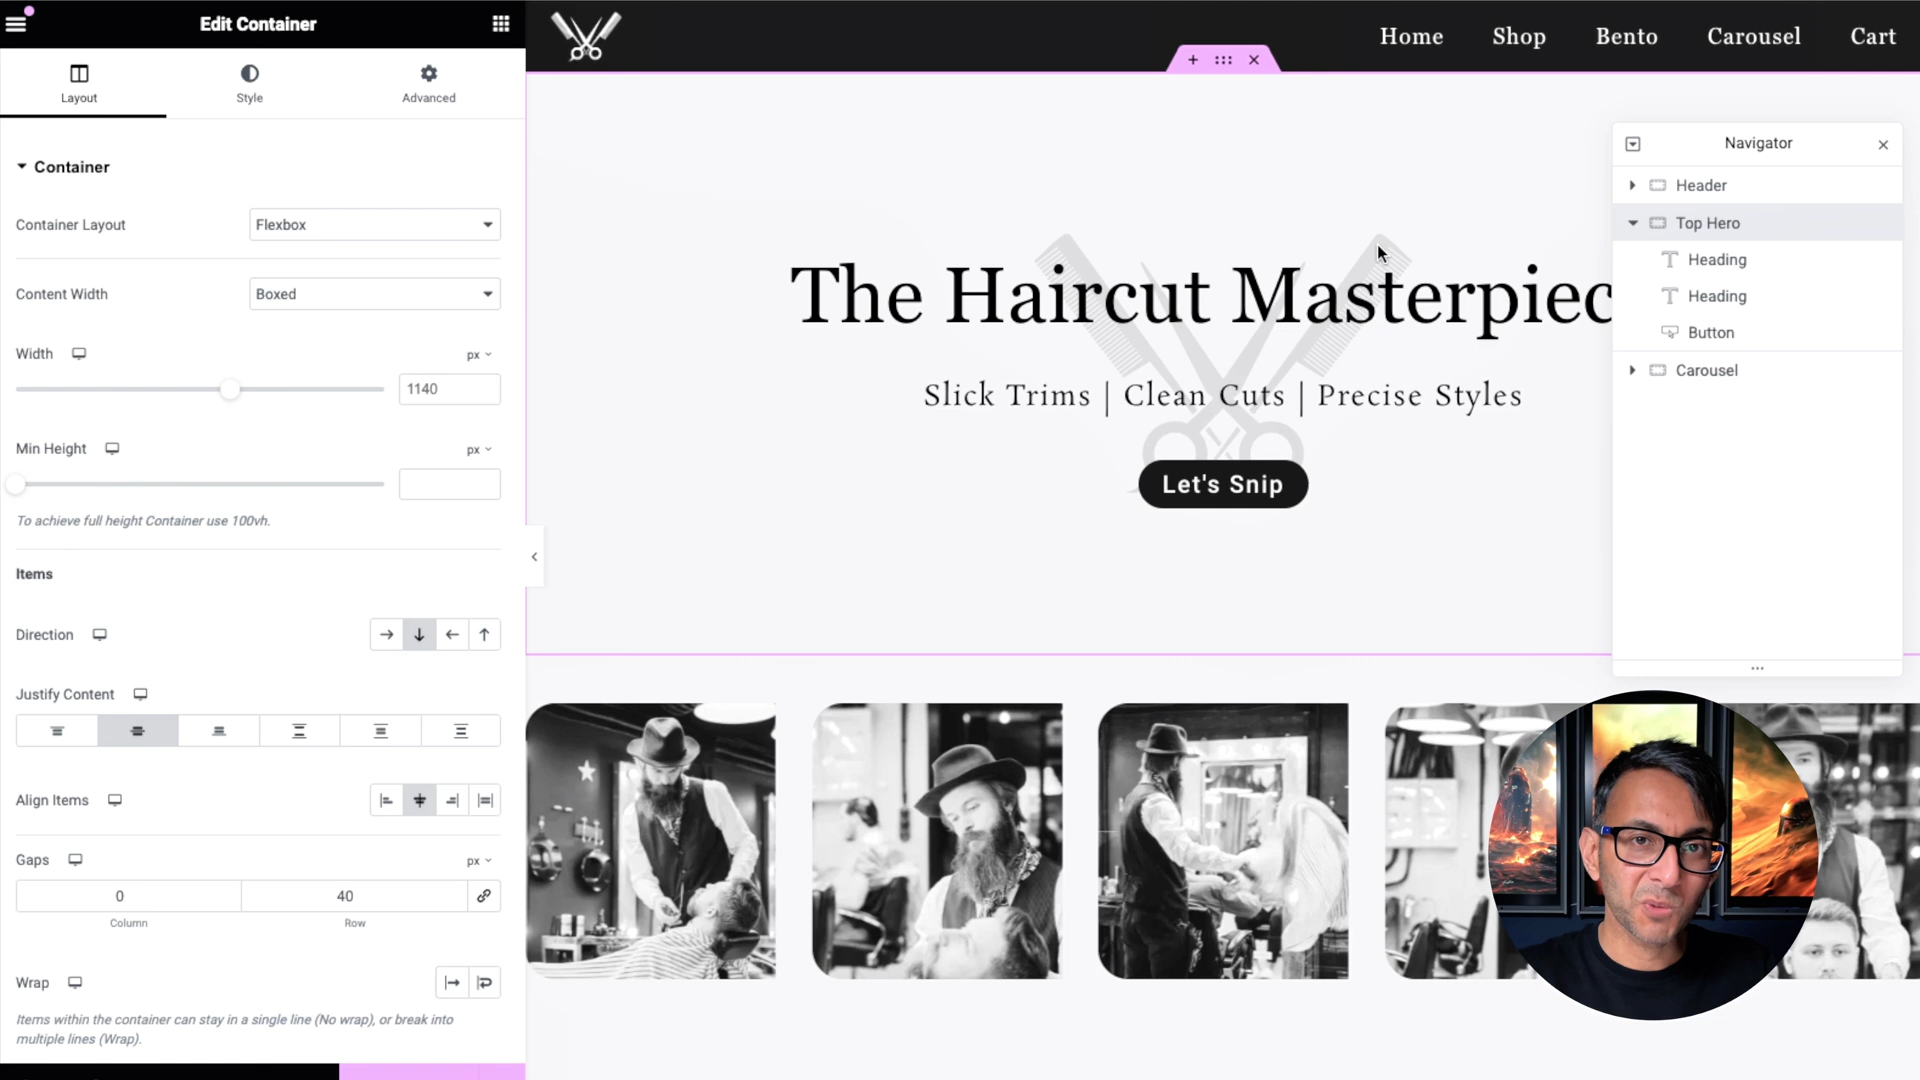 Edit Container
Layout
Style
Advanced
Container
Container Layout
Flexbox
Content Width
Boxed
Width
px
1140
Min Height
px
To achieve full height Container use 100vh.
Items
Direction
Justify Content
Align Items
Gaps
px
0
40
Column
Row
Wrap
Items within the container can stay in a single line (No wrap), or break into
multiple lines (Wrap).
Home
Shop
Bento
Carousel
Cart
The Haircut Masterpiec
Slick Trims | Clean Cuts | Precise Styles
Let's Snip
Navigator
Header
Top Hero
Heading
Heading
Button
Carousel